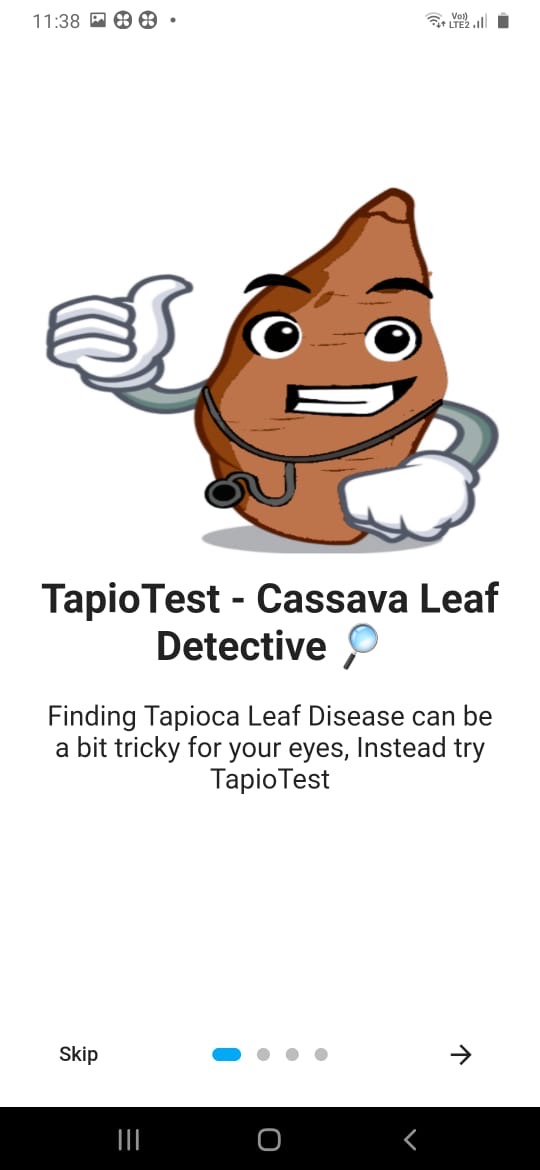 11:38
Vo))
LTE2
TapioTest - Cassava Leaf
Detective
Finding Tapioca Leaf Disease can be
a bit tricky for your eyes, Instead try
TapioTest
Skip